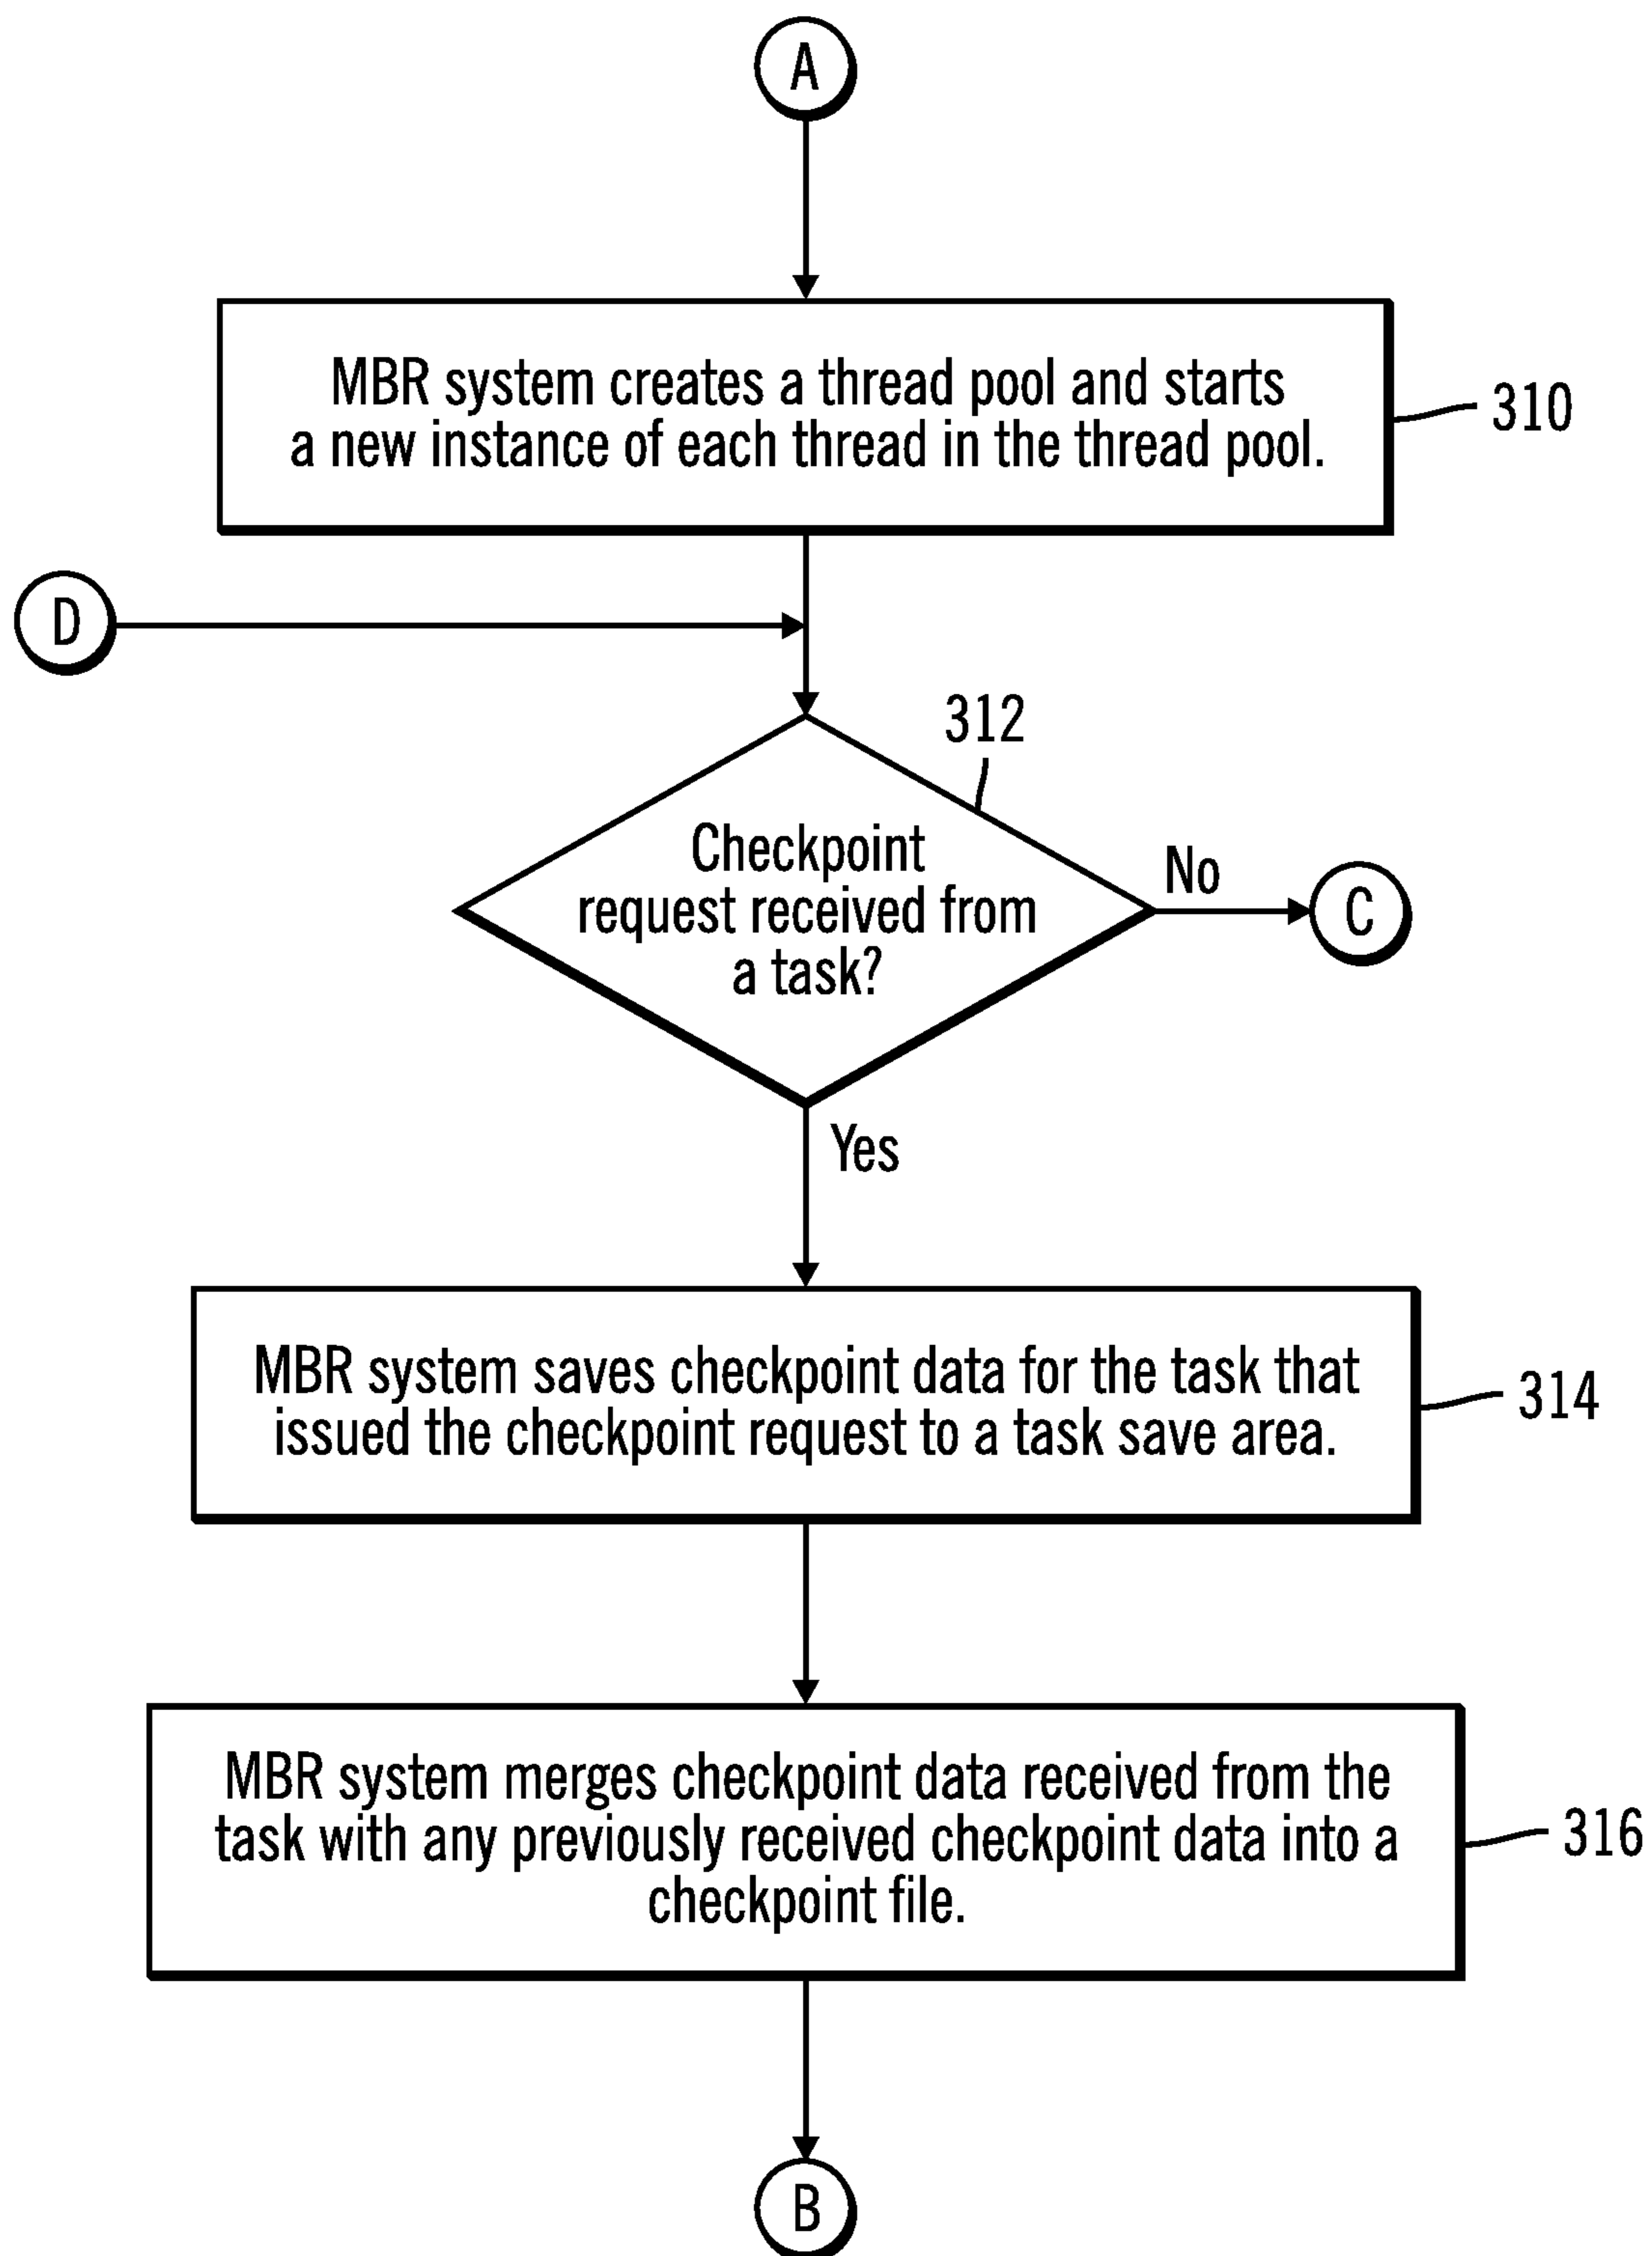 A
MBR system creates a thread pool and starts
a new instance of each thread in the thread pool.
310
D
312
Checkpoint
request received from
a task?
No
C
Yes
MBR system saves checkpoint data for the task that
issued the checkpoint request to a task save area.
314
MBR system merges checkpoint data received from the
task with any previously received checkpoint data into a
checkpoint file.
316
B